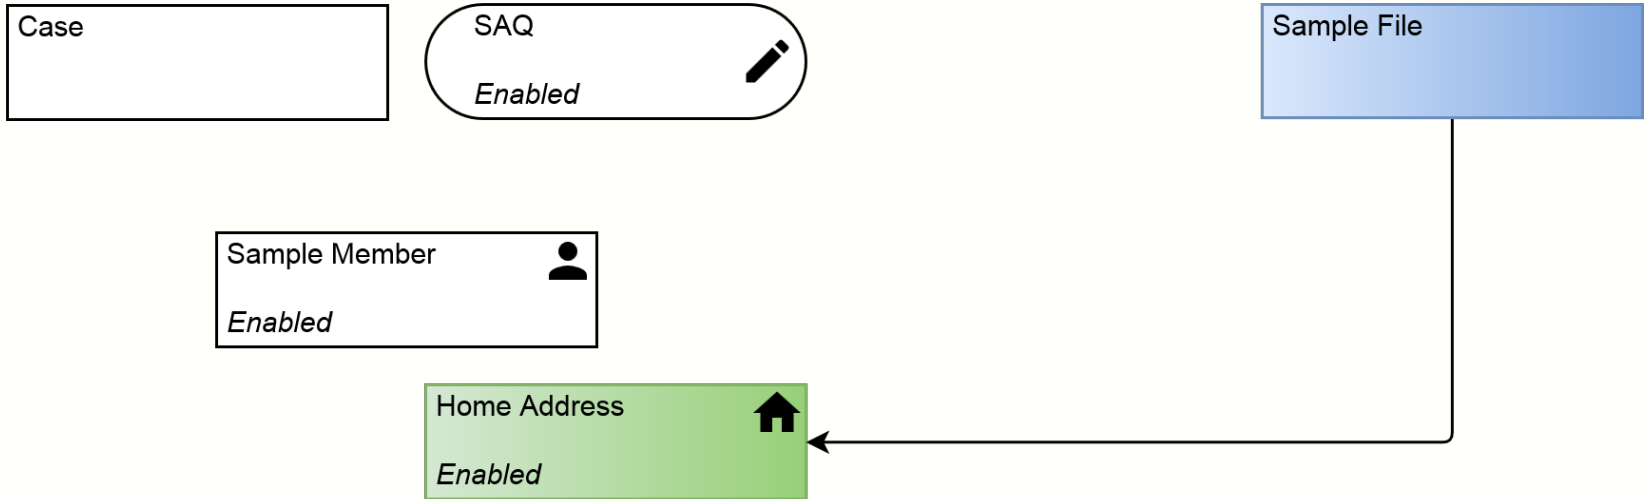 Case
SAQ
Enabled
Sample File
Sample Member
Enabled
Home Address
Enabled